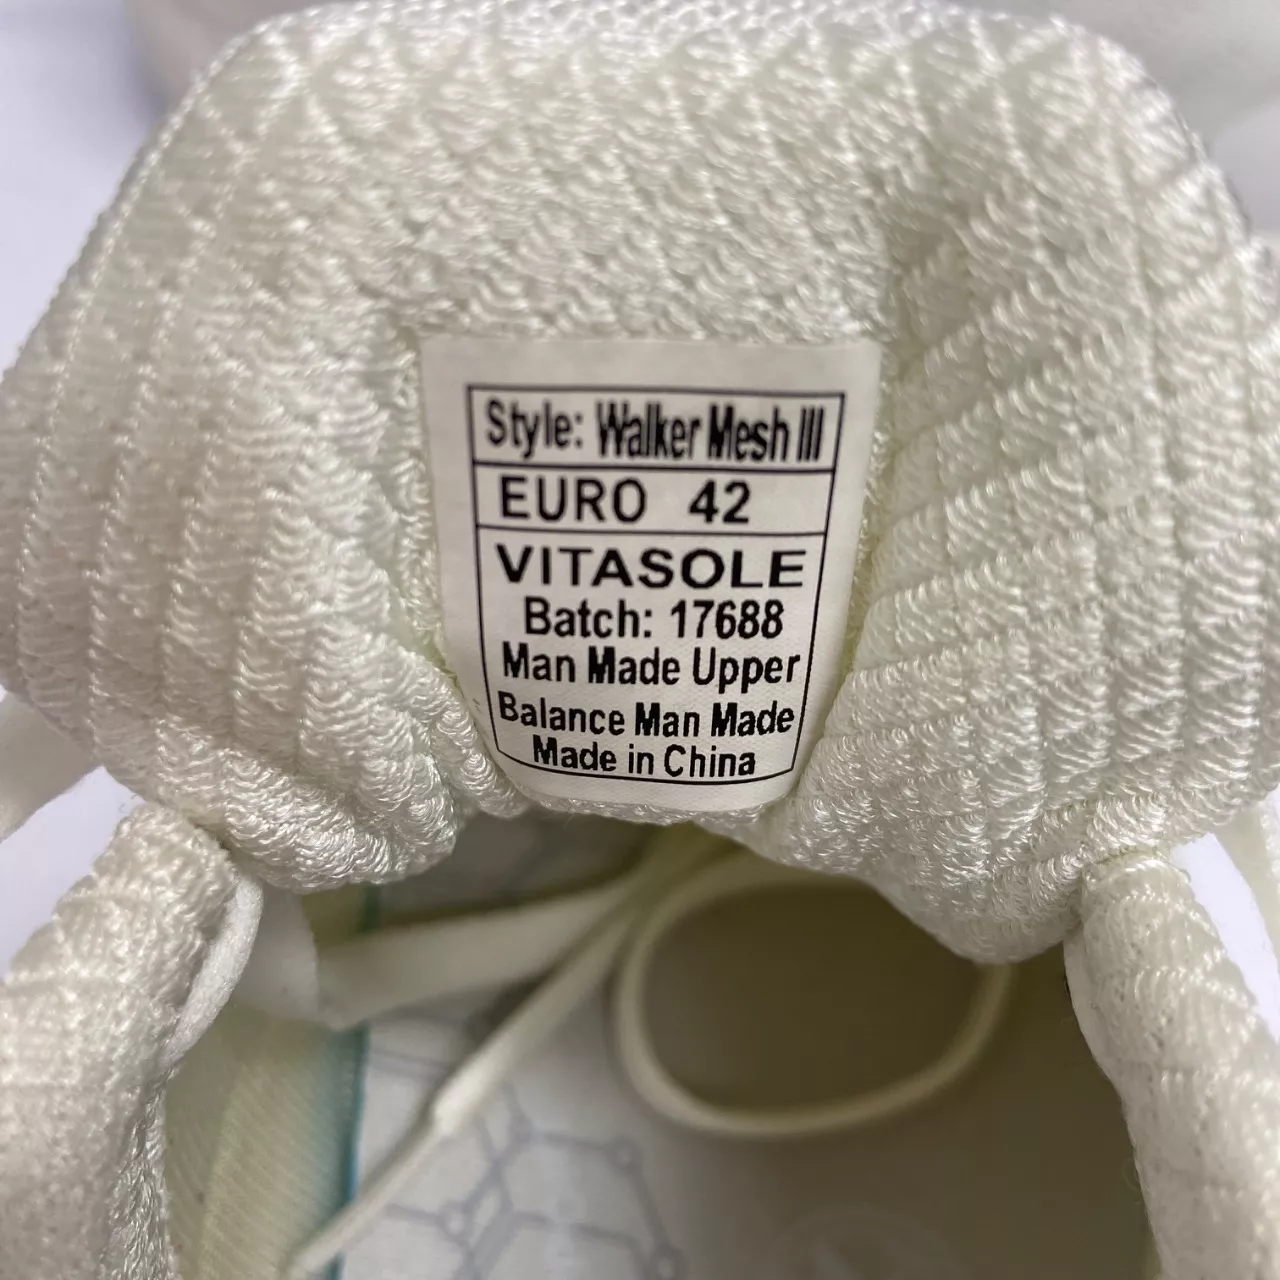 Style: Walker Mesh III
EURO 42
VITASOLE
Batch: 17688
Man Made Upper
Balance Man Made
Made in China